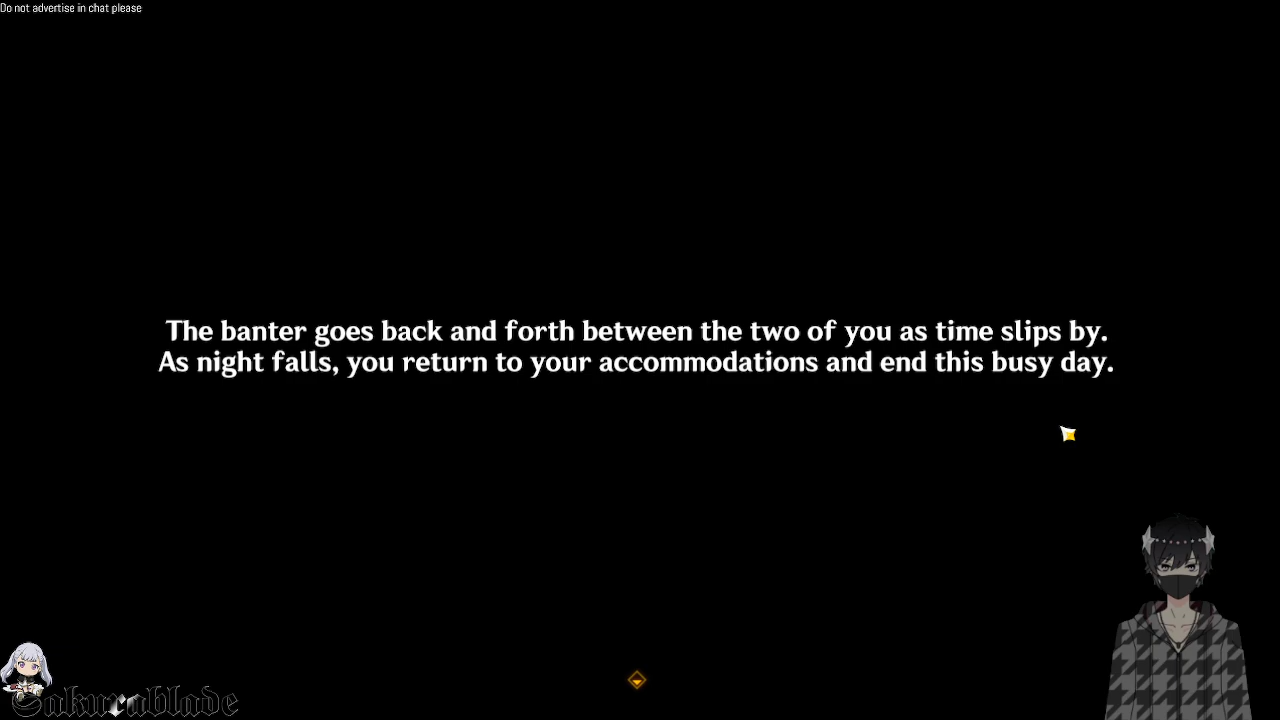 Do not advertise in chat please
The banter goes back and forth between the two of you as time slips by.
As night falls, you return to your accommodations and end this busy day.
Sakurablade